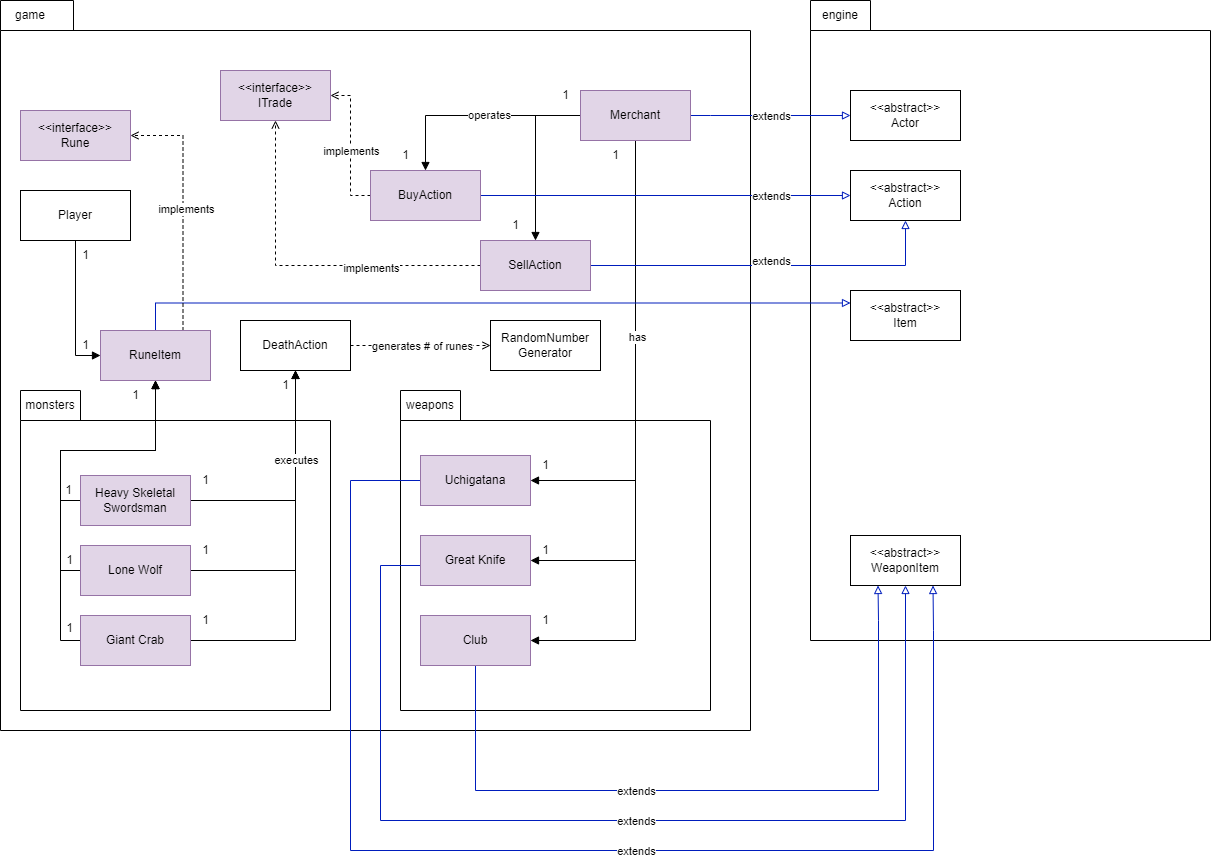 game
engine
<<interface>>
ITrade
<<interface>>
Rune
1
operates
Merchant
extends
<<abstract>>
Actor
implements
1
1
BuyAction
extends
<<abstract>>
Action
Player
implements
1
1
SellAction
implements
extends
<<abstract>>
Item
1
RuneItem
1
DeathAction
generates # of runes
RandomNumber
Generator
has
1
monsters
weapons
executes
1
Heavy Skeletal
Swordsman
1
Uchigatana
1
1
Lone Wolf
1
Great Knife
1
<<abstract>>
WeaponItem
1
Giant Crab
1
Club
1
extends
extends
extends